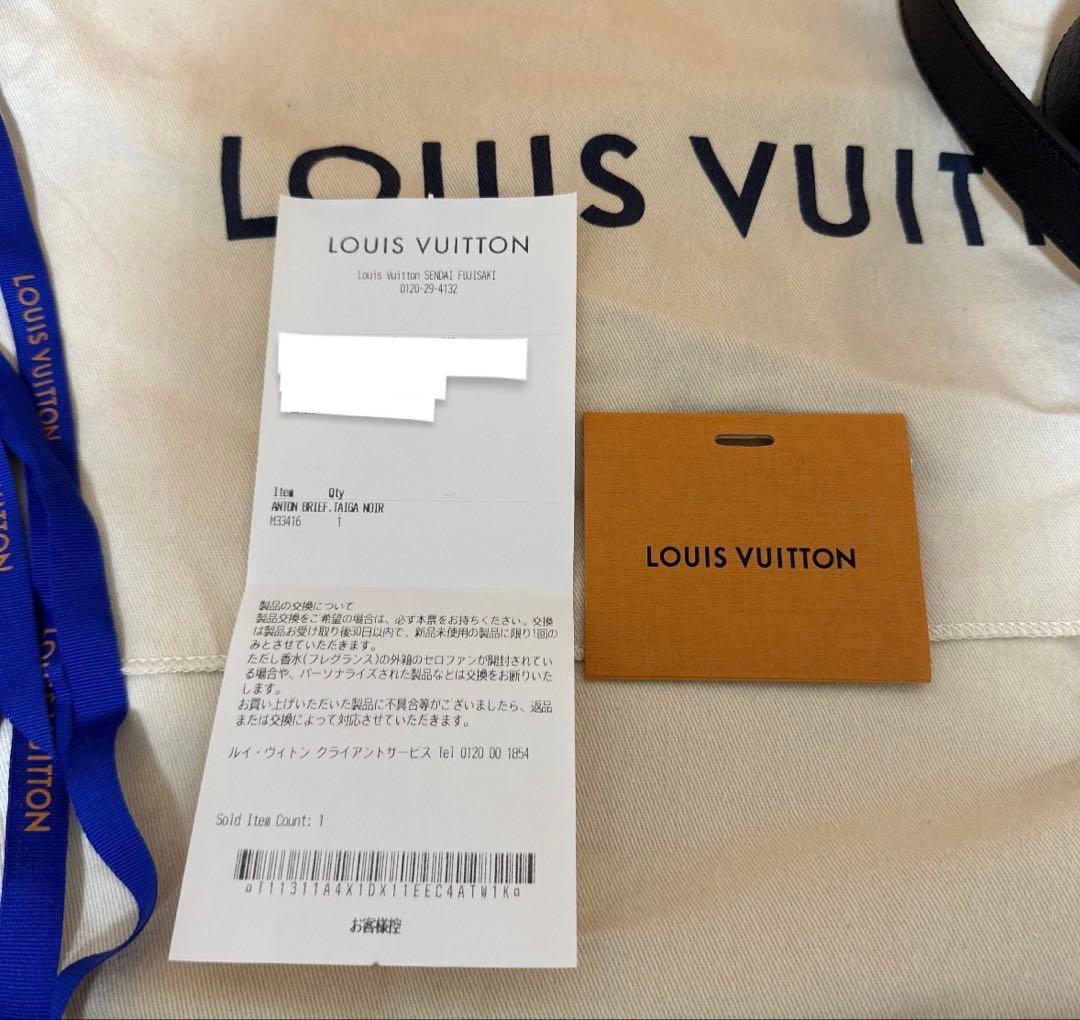 LOUIS VUIT
LOUIS VUITTON
Louis Vuitton SENDAI FUJISAKI
0120-29-4132
Item Qty
ANTON BRIEF.TAIGA NOIR
M33416 1
製品の交換について
製品交換をご希望の場合は、必ず本票をお持ちください。交換
は製品お受け取り後30日以内で、新品未使用の製品に限り1回の
みとさせていただきます。
ただし香水(フレグランス)の外箱のセロファンが開封されてい
る場合や、パーソナライズされた製品などは交換をお断りいた
します。
お買い上げいただいた製品に不具合等がございましたら、返品
または交換によって対応させていただきます。
ルイ・ヴィトン クライアントサービス Tel 0120 00 1854
Sold Item Count: 1
¤T11311A4X1DX11EEC4ATW1K¤
お客様控
LOUIS VUITTON
LOUIS VUITTON
UITTON
LOUIS VUITTON